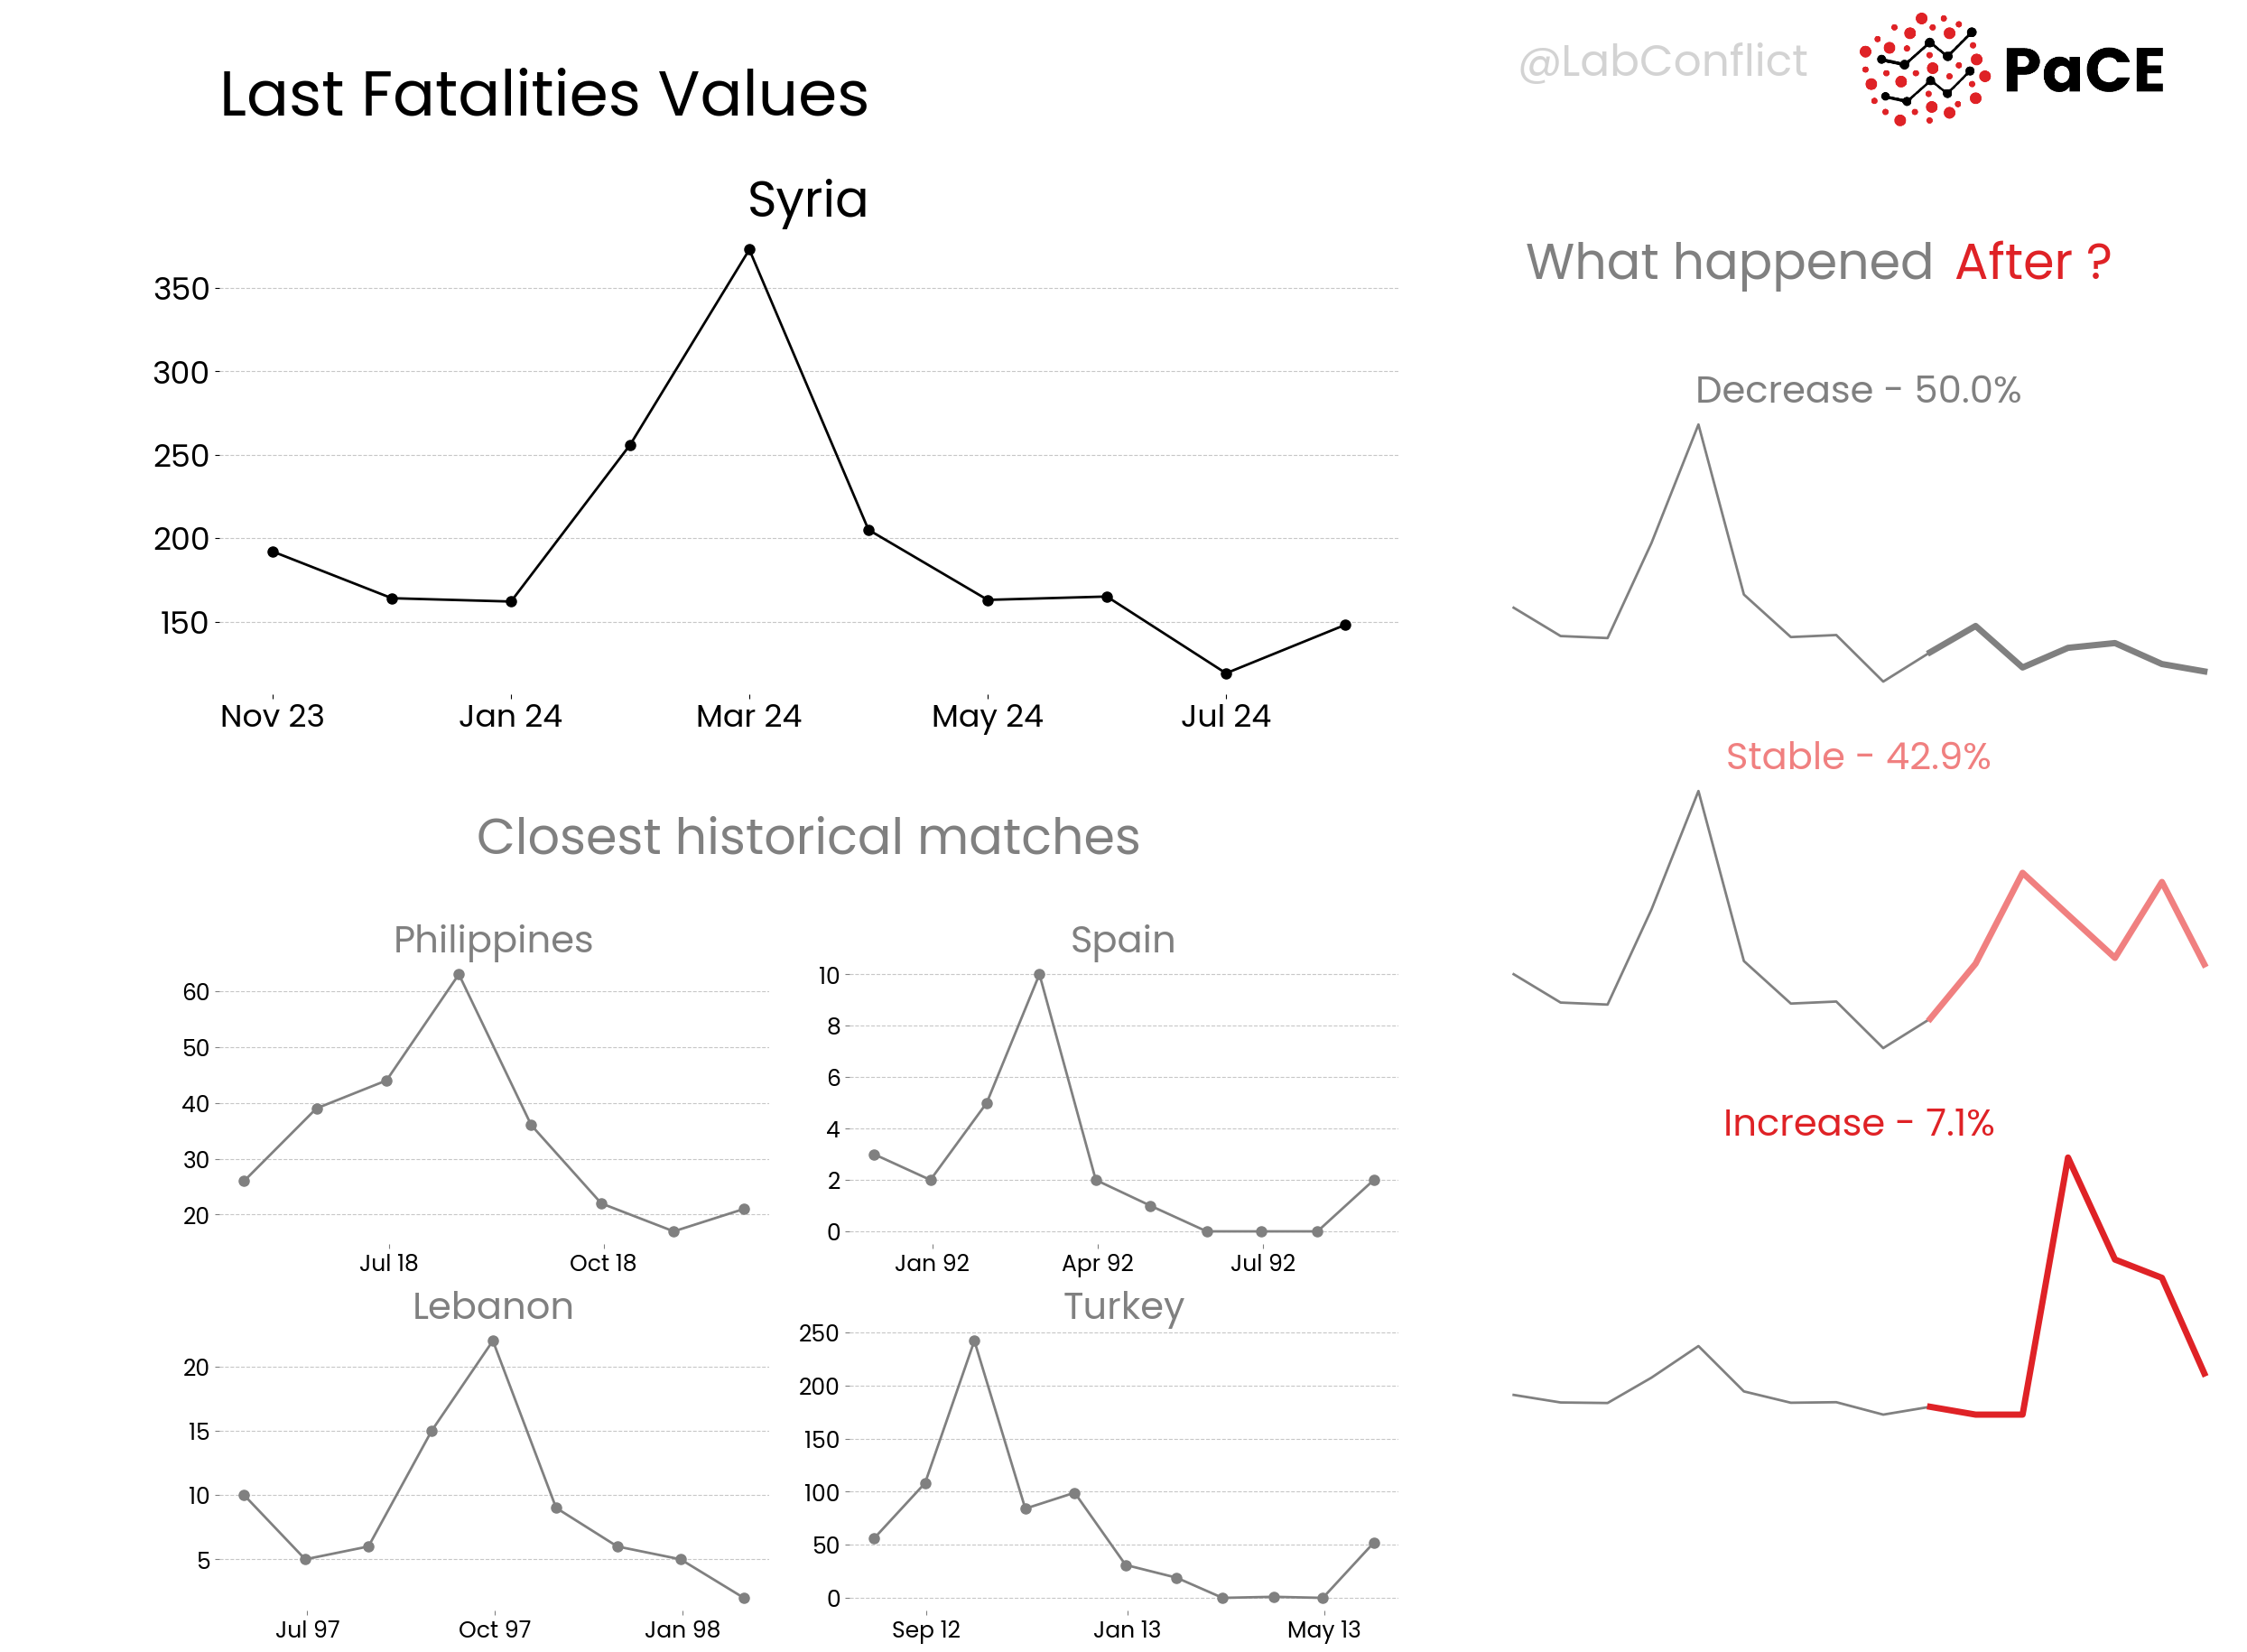 @LabConflict
PaCE
Last Fatalities Values
Syria
350
300
250
200
150
Nov 23 Jan 24 Mar 24 May 24 Jul 24
What happened After ?
Decrease - 50.0%
Stable - 42.9%
Increase - 7.1%
Closest historical matches
Philippines
60
50
40
30
20
Jul 18 Oct 18
Spain
10
8
6
4
2
0
Jan 92 Apr 92 Jul 92
Lebanon
20
15
10
5
Jul 97 Oct 97 Jan 98
Turkey
250
200
150
100
50
0
Sep 12 Jan 13 May 13